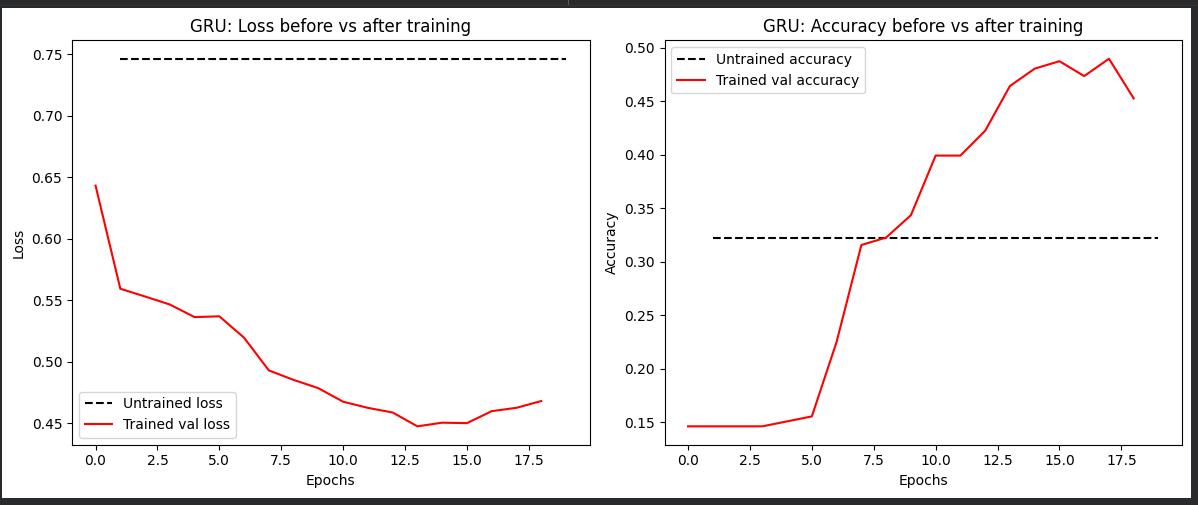 GRU: Loss before vs after training
0.75
0.70
0.65
0.60
0.55
0.50
0.45
Loss
Untrained loss
Trained val loss
0.0 2.5 5.0 7.5 10.0 12.5 15.0 17.5
Epochs
GRU: Accuracy before vs after training
Untrained accuracy
Trained val accuracy
0.50
0.45
0.40
0.35
0.30
0.25
0.20
0.15
Accuracy
0.0 2.5 5.0 7.5 10.0 12.5 15.0 17.5
Epochs